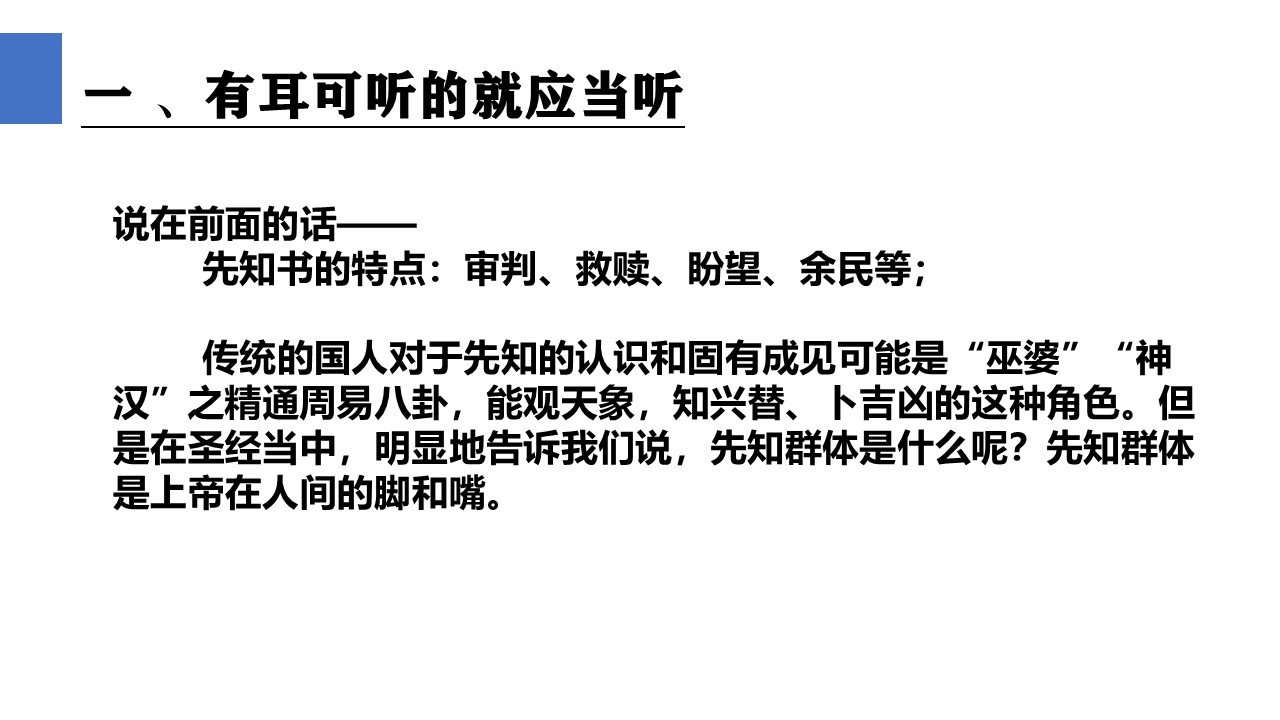 一 、有耳可听的就应当听
说在前面的话——
先知书的特点：审判、救赎、盼望、余民等；
传统的国人对于先知的认识和固有成见可能是“巫婆”“神
汉”之精通周易八卦，能观天象，知兴替、卜吉凶的这种角色。但
是在圣经当中，明显地告诉我们说，先知群体是什么呢？先知群体
是上帝在人间的脚和嘴。